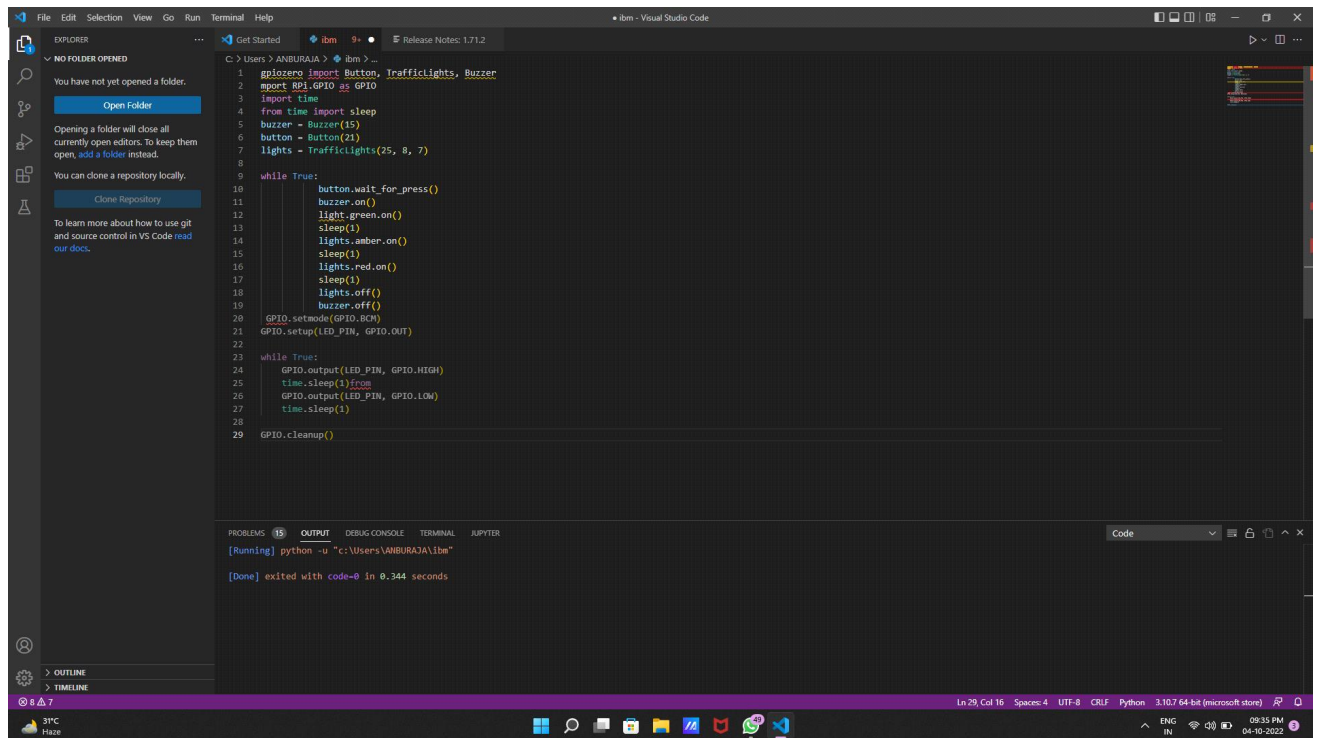 File Edit Selection View Go Run Terminal Help
● ibm - Visual Studio Code
EXPLORER
Get Started
ibm 9+ ●
Release Notes: 1.71.2
NO FOLDER OPENED
You have not yet opened a folder.
Open Folder
Opening a folder will close all
currently open editors. To keep them
open, add a folder instead.
You can clone a repository locally.
Clone Repository
To learn more about how to use git
and source control in VS Code read
our docs.
OUTLINE
TIMELINE
C: > Users > ANBURAJA > ibm > ...
1 gpiozero import Button, TrafficLights, Buzzer
2 mport RPi.GPIO as GPIO
3 import time
4 from time import sleep
5 buzzer = Buzzer(15)
6 button = Button(21)
7 lights = TrafficLights(25, 8, 7)
8
9 while True:
10 button.wait_for_press()
11 buzzer.on()
12 light.green.on()
13 sleep(1)
14 lights.amber.on()
15 sleep(1)
16 lights.red.on()
17 sleep(1)
18 lights.off()
19 buzzer.off()
20 GPIO.setmode(GPIO.BCM)
21 GPIO.setup(LED_PIN, GPIO.OUT)
22
23 while True:
24 GPIO.output(LED_PIN, GPIO.HIGH)
25 time.sleep(1)from
26 GPIO.output(LED_PIN, GPIO.LOW)
27 time.sleep(1)
28
29 GPIO.cleanup()
PROBLEMS 15 OUTPUT DEBUG CONSOLE TERMINAL JUPYTER
Code
[Running] python -u "c:\Users\ANBURAJA\ibm"
[Done] exited with code=0 in 0.344 seconds
8 7
Ln 29, Col 16 Spaces: 4 UTF-8 CRLF Python 3.10.7 64-bit (microsoft store)
31°C
Haze
49
ENG
IN
09:35 PM
04-10-2022
3